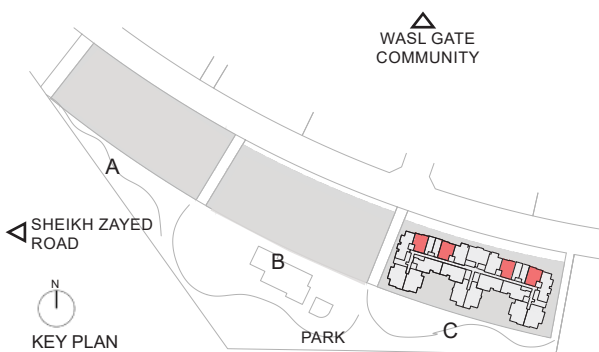 WASL GATE
COMMUNITY
A
SHEIKH ZAYED
ROAD
B
N
KEY PLAN
PARK
C